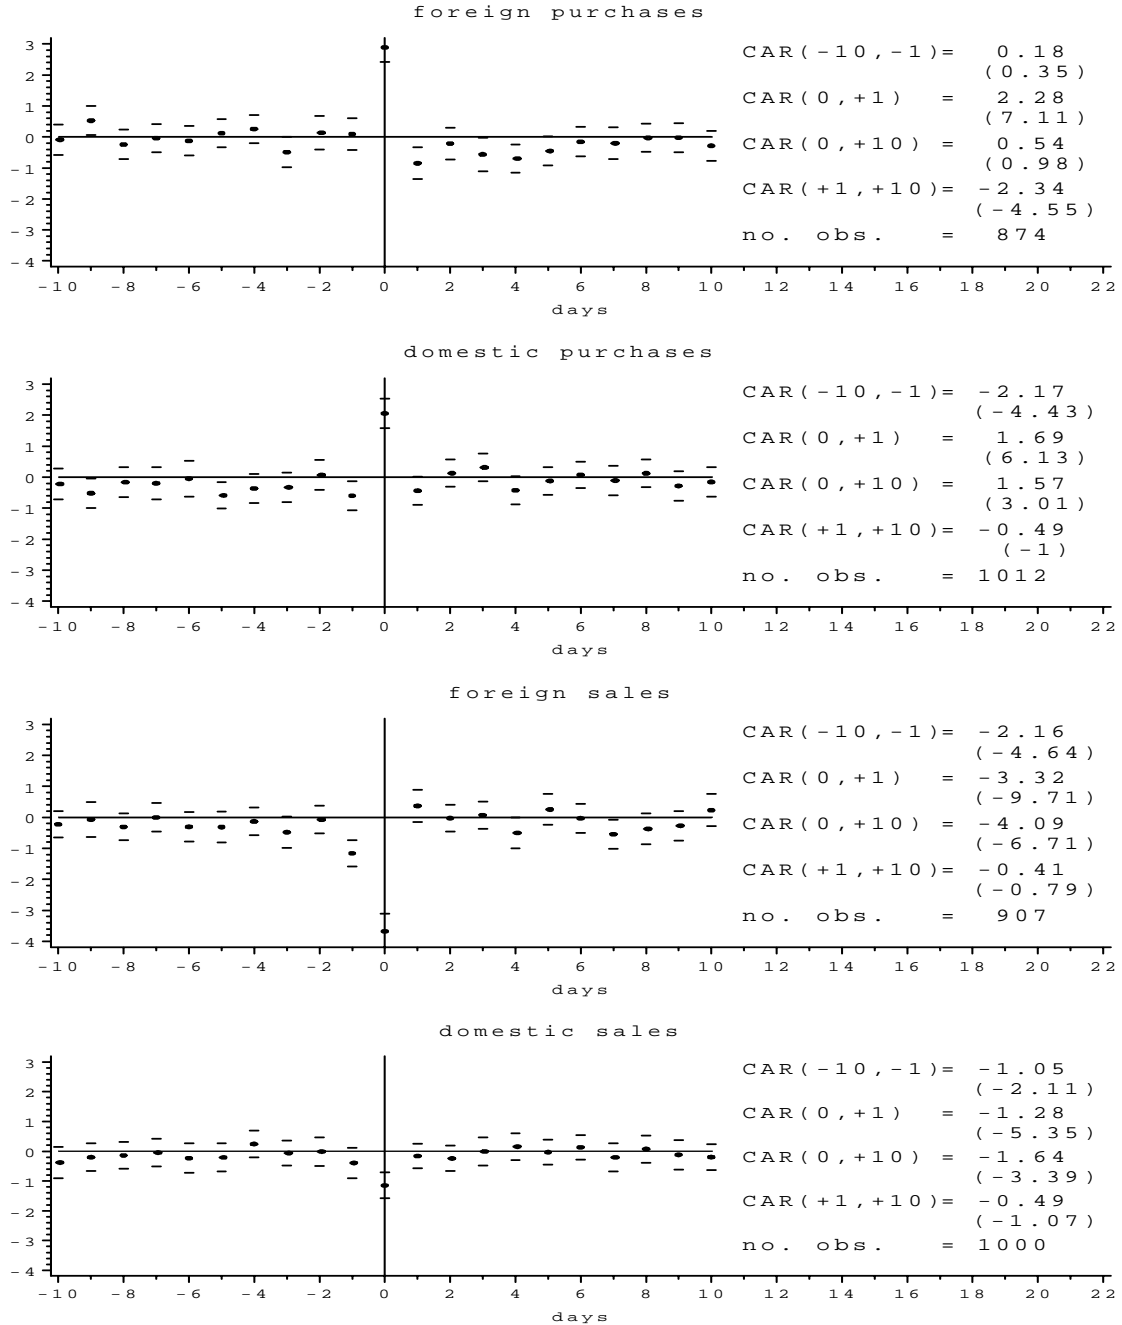 foreign purchases
3
2
1
0
-1
-2
-3
-4
CAR(-10,-1)= 0.18
(0.35)
CAR(0,+1) = 2.28
(7.11)
CAR(0,+10) = 0.54
(0.98)
CAR(+1,+10)= -2.34
(-4.55)
no. obs. = 874
-10 -8 -6 -4 -2 0 2 4 6 8 10 12 14 16 18 20 22
days
domestic purchases
3
2
1
0
-1
-2
-3
-4
CAR(-10,-1)= -2.17
(-4.43)
CAR(0,+1) = 1.69
(6.13)
CAR(0,+10) = 1.57
(3.01)
CAR(+1,+10)= -0.49
(-1)
no. obs. = 1012
-10 -8 -6 -4 -2 0 2 4 6 8 10 12 14 16 18 20 22
days
foreign sales
3
2
1
0
-1
-2
-3
-4
CAR(-10,-1)= -2.16
(-4.64)
CAR(0,+1) = -3.32
(-9.71)
CAR(0,+10) = -4.09
(-6.71)
CAR(+1,+10)= -0.41
(-0.79)
no. obs. = 907
-10 -8 -6 -4 -2 0 2 4 6 8 10 12 14 16 18 20 22
days
domestic sales
3
2
1
0
-1
-2
-3
-4
CAR(-10,-1)= -1.05
(-2.11)
CAR(0,+1) = -1.28
(-5.35)
CAR(0,+10) = -1.64
(-3.39)
CAR(+1,+10)= -0.49
(-1.07)
no. obs. = 1000
-10 -8 -6 -4 -2 0 2 4 6 8 10 12 14 16 18 20 22
days